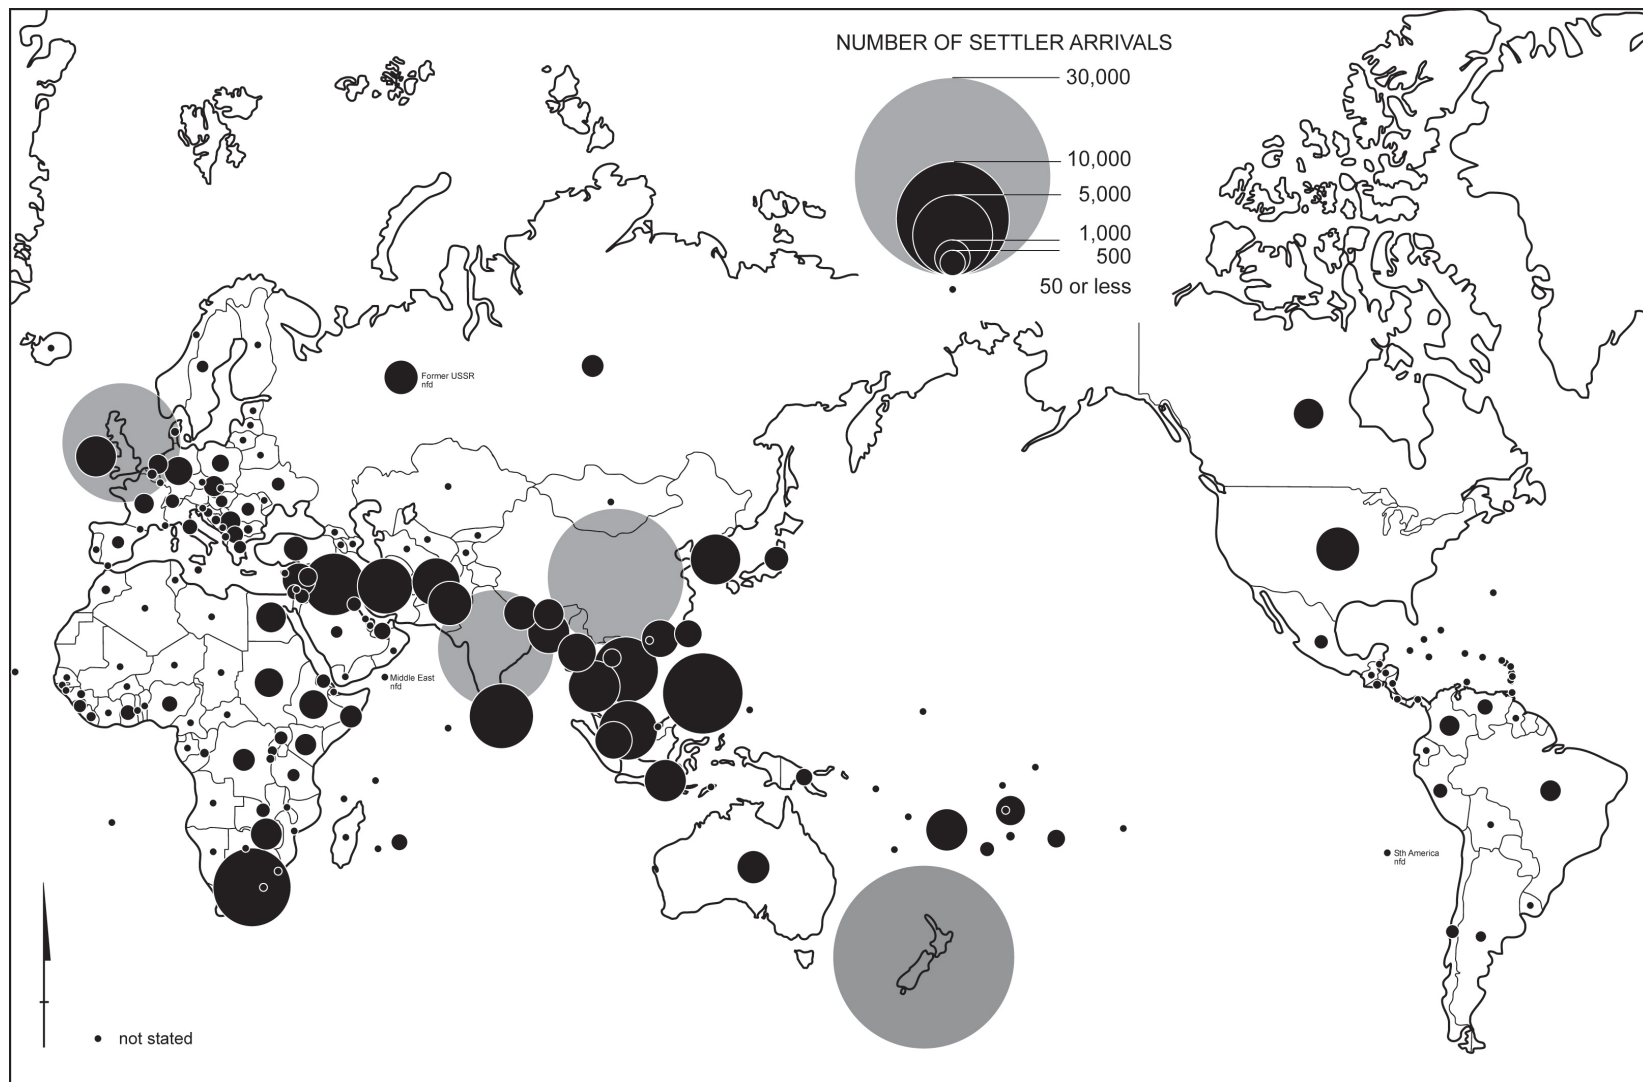 NUMBER OF SETTLER ARRIVALS
30,000
10,000
5,000
1,000
500
50 or less
Former USSR
nfd
Middle East
nfd
Sth America
nfd
not stated